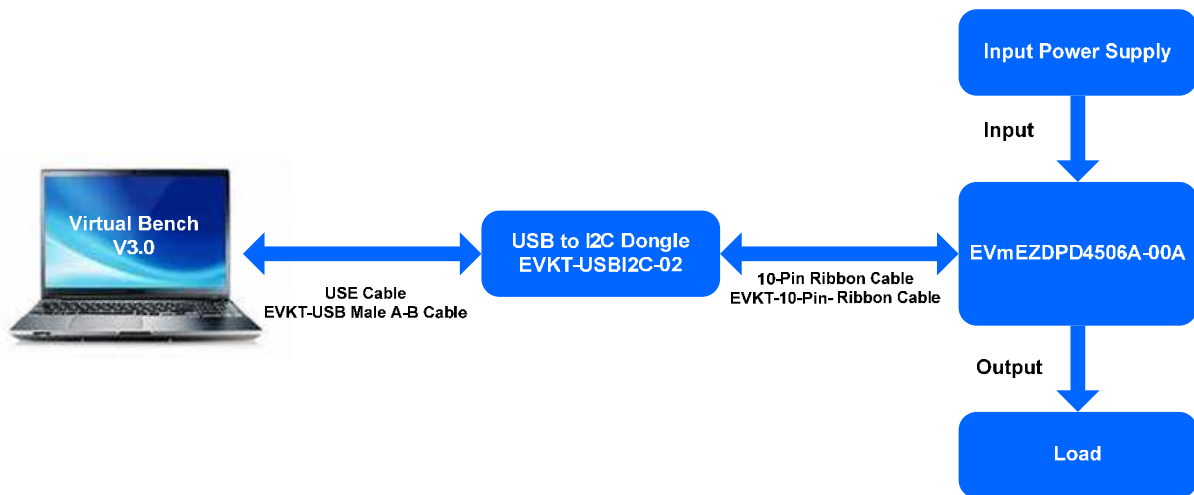 Input Power Supply
Input
Virtual Bench
V3.0
USB to I2C Dongle
EVKT-USBI2C-02
EVmEZDPD4506A-00A
USE Cable
EVKT-USB Male A-B Cable
10-Pin Ribbon Cable
EVKT-10-Pin- Ribbon Cable
Output
Load